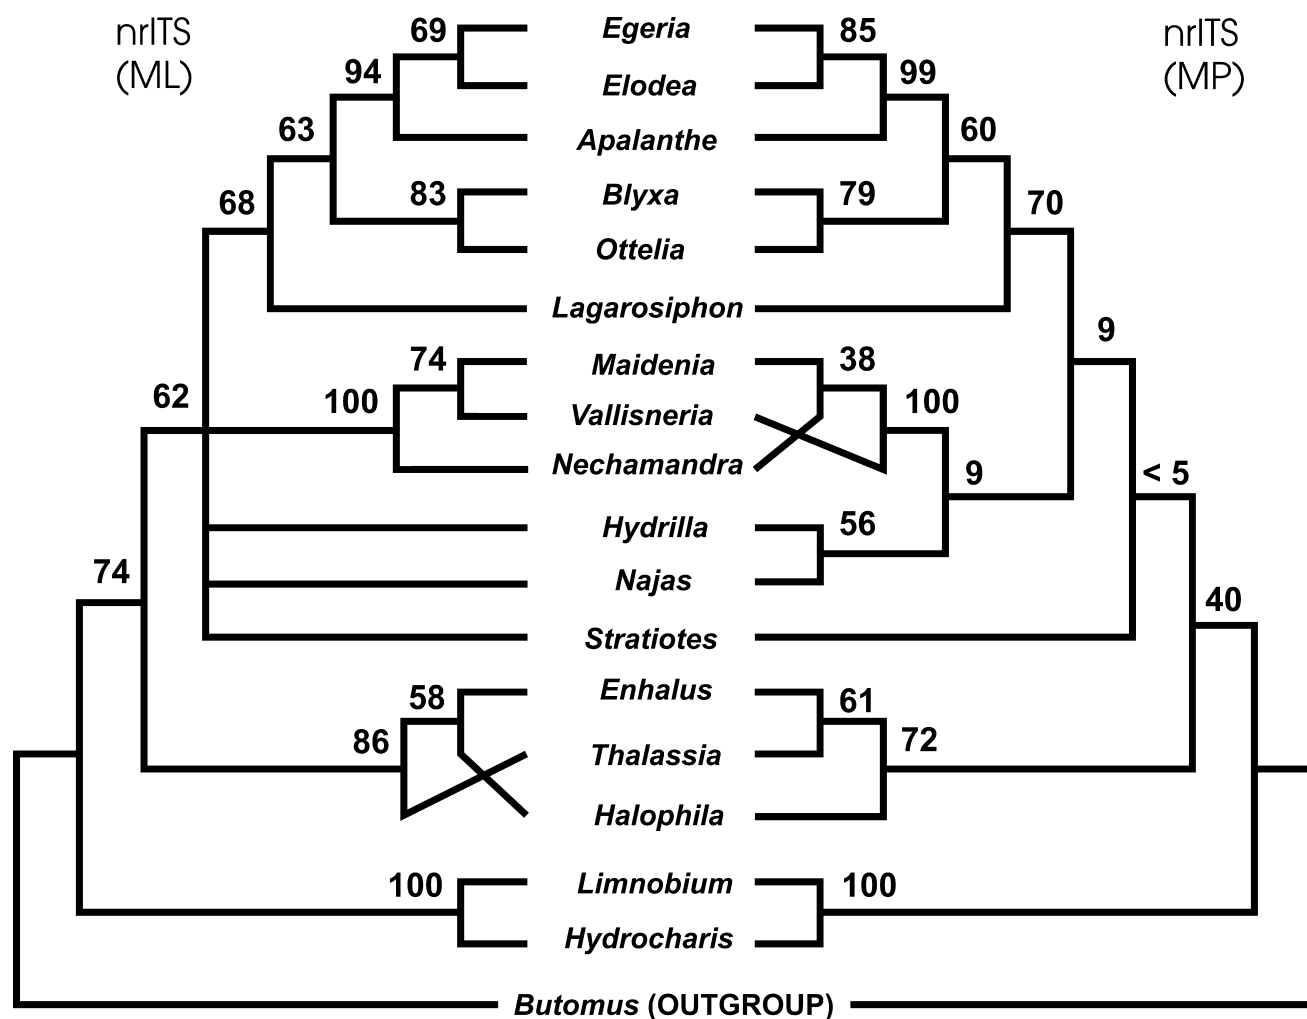 nrITS
(ML)
nrITS
(MP)
69
Egeria
85
94
Elodea
99
63
Apalanthe
60
68
83
Blyxa
79
70
Ottelia
Lagarosiphon
9
74
Maidenia
38
62
100
Vallisneria
100
Nechamandra
9
< 5
Hydrilla
56
74
Najas
40
Stratiotes
58
Enhalus
61
86
Thalassia
72
Halophila
100
Limnobium
100
Hydrocharis
Butomus (OUTGROUP)